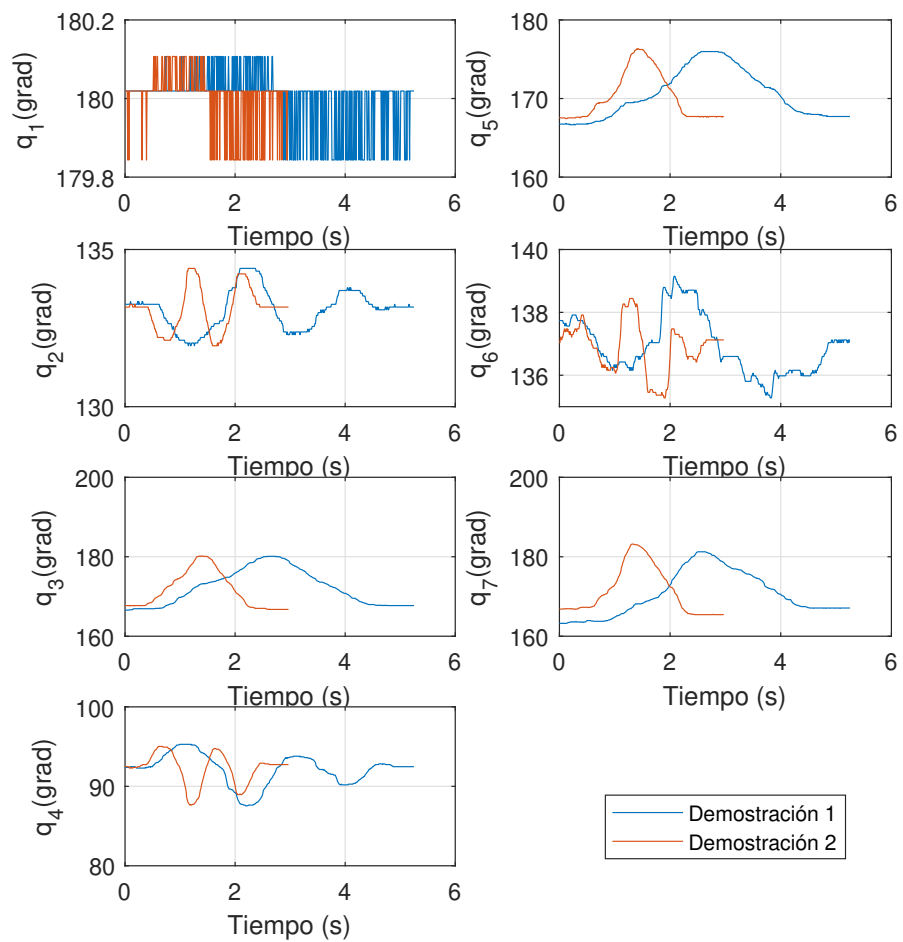 180.2
180
179.8
q1(grad)
0 2 4 6
Tiempo (s)
180
170
160
q5(grad)
0 2 4 6
Tiempo (s)
135
130
q2(grad)
0 2 4 6
Tiempo (s)
140
138
136
q6(grad)
0 2 4 6
Tiempo (s)
200
180
160
q3(grad)
0 2 4 6
Tiempo (s)
200
180
160
q7(grad)
0 2 4 6
Tiempo (s)
100
90
80
q4(grad)
0 2 4 6
Tiempo (s)
Demostración 1
Demostración 2